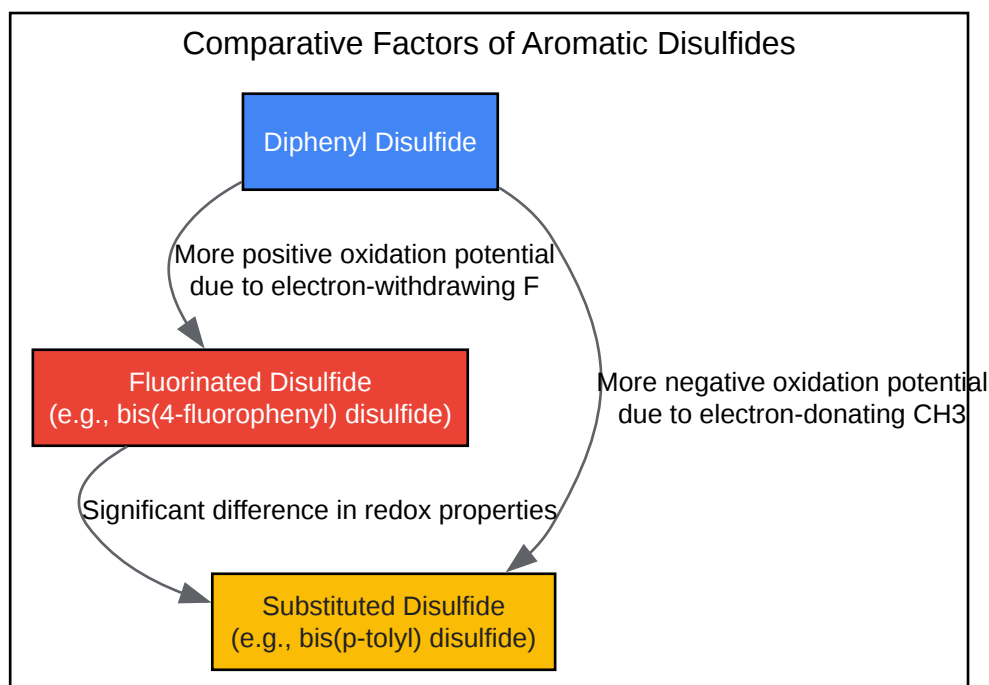 Comparative Factors of Aromatic Disulfides
Diphenyl Disulfide
More positive oxidation potential
due to electron-withdrawing F
Fluorinated Disulfide
(e.g., bis(4-fluorophenyl) disulfide)
More negative oxidation potential
due to electron-donating CH3
Significant difference in redox properties
Substituted Disulfide
(e.g., bis(p-tolyl) disulfide)